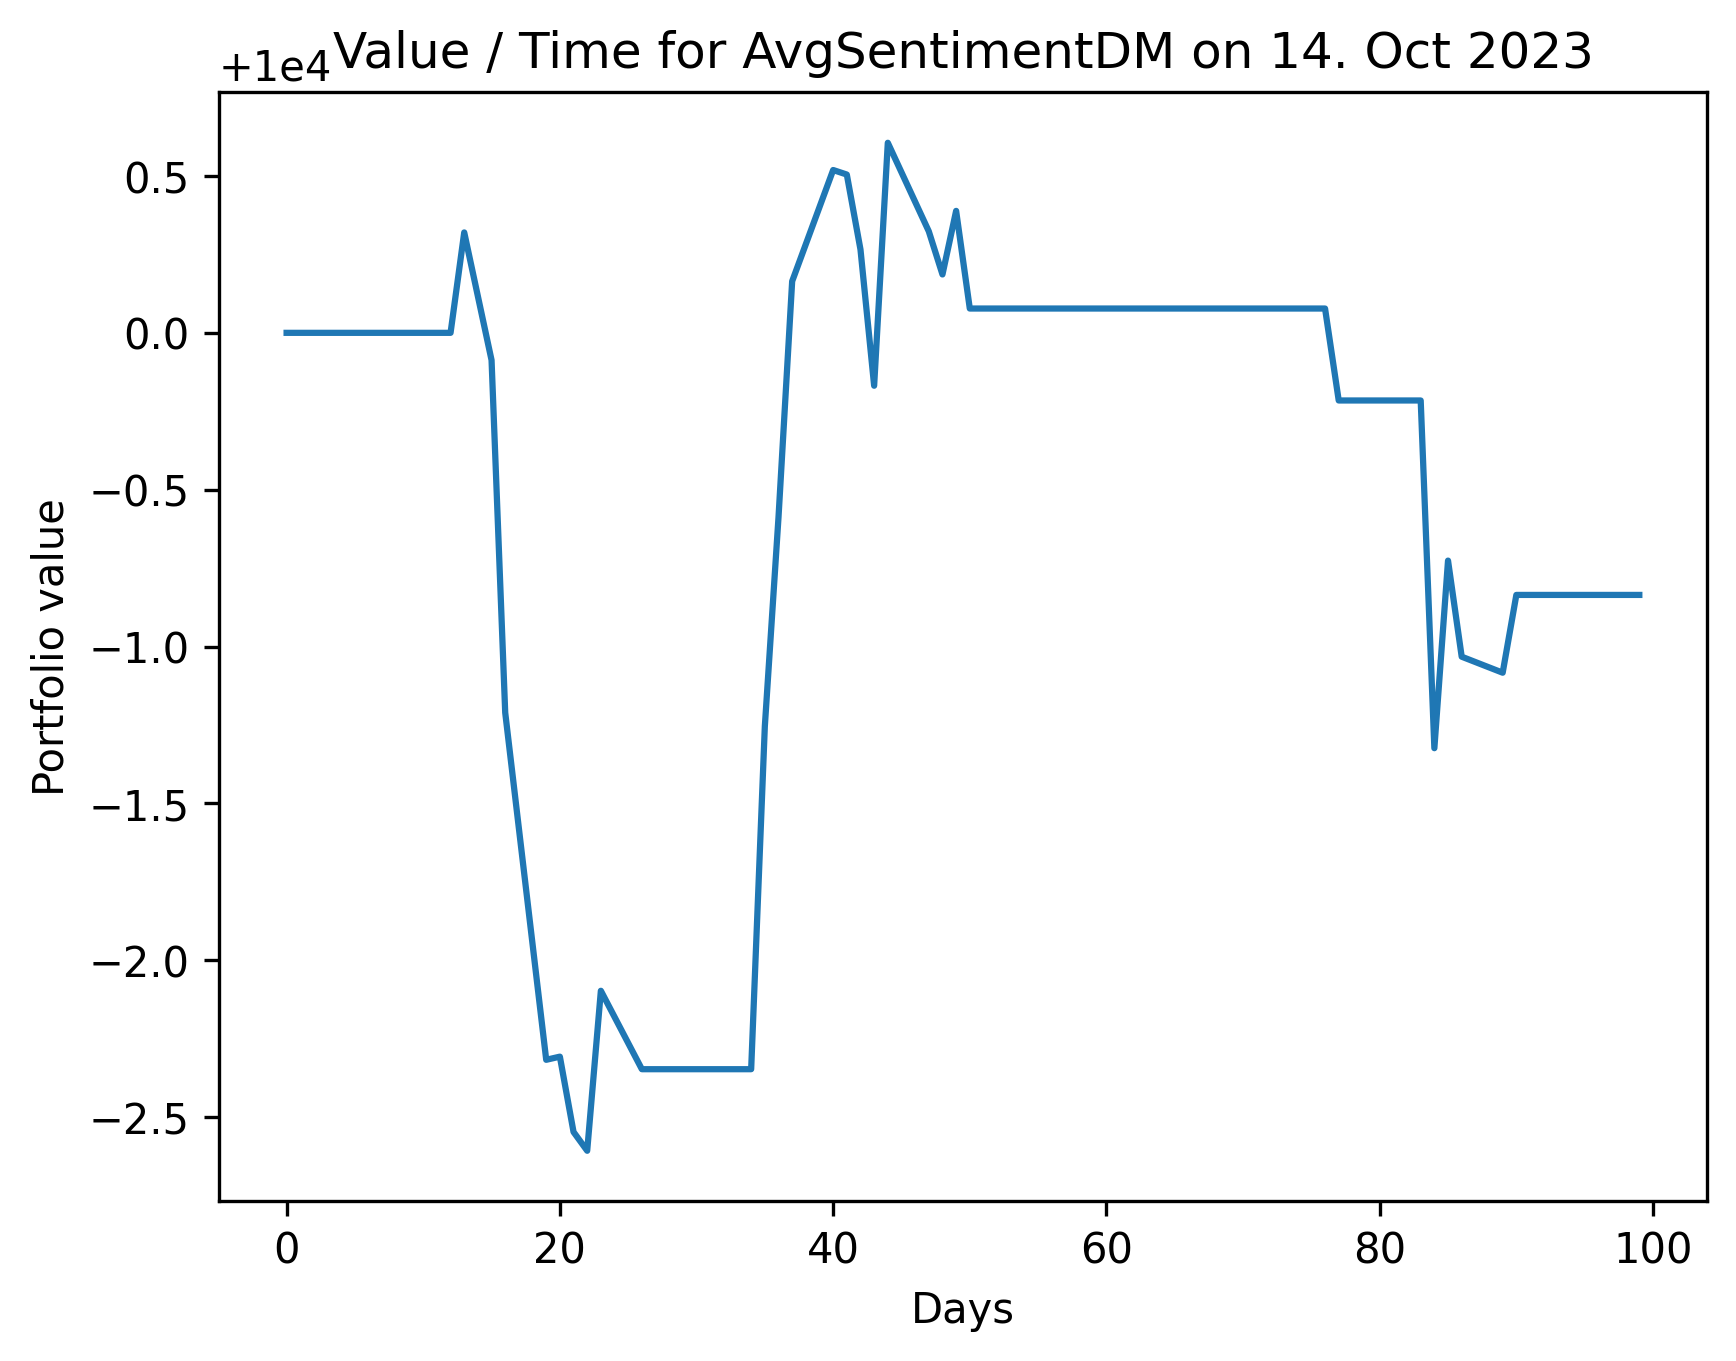 Value / Time for AvgSentimentDM on 14. Oct 2023
+1e4
0.5
0.0
−0.5
−1.0
−1.5
−2.0
−2.5
Portfolio value
0 20 40 60 80 100
Days